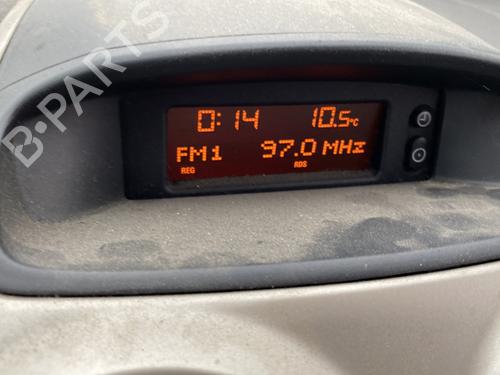 0:14 10.5°C
FM1 97.0 MHz
REG RDS
B-PARTS